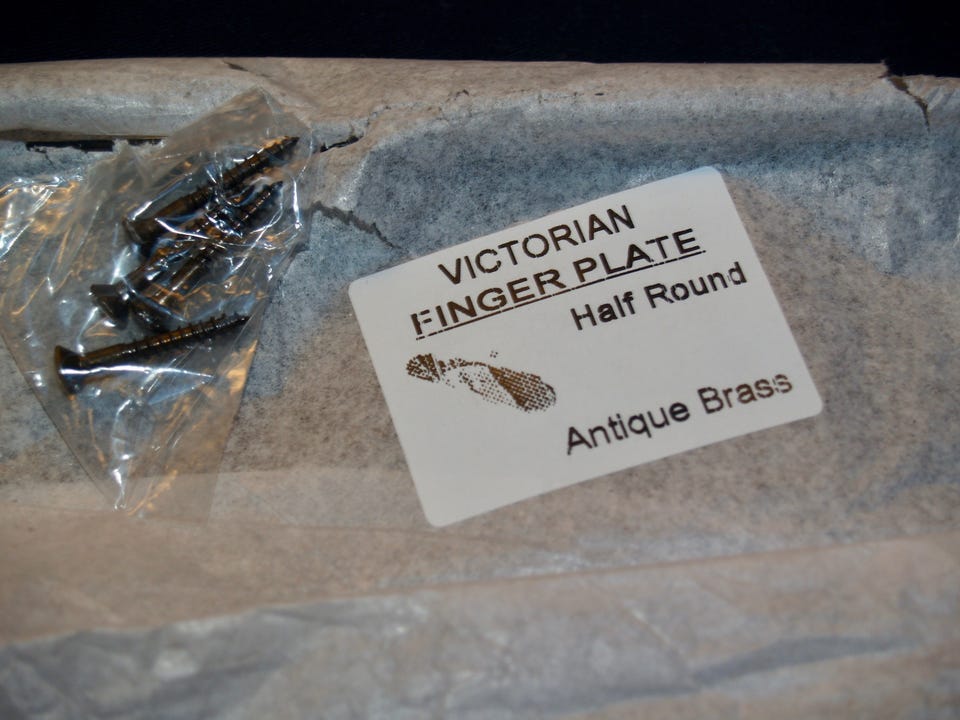 VICTORIAN
FINGER PLATE
Half Round
Antique Brass